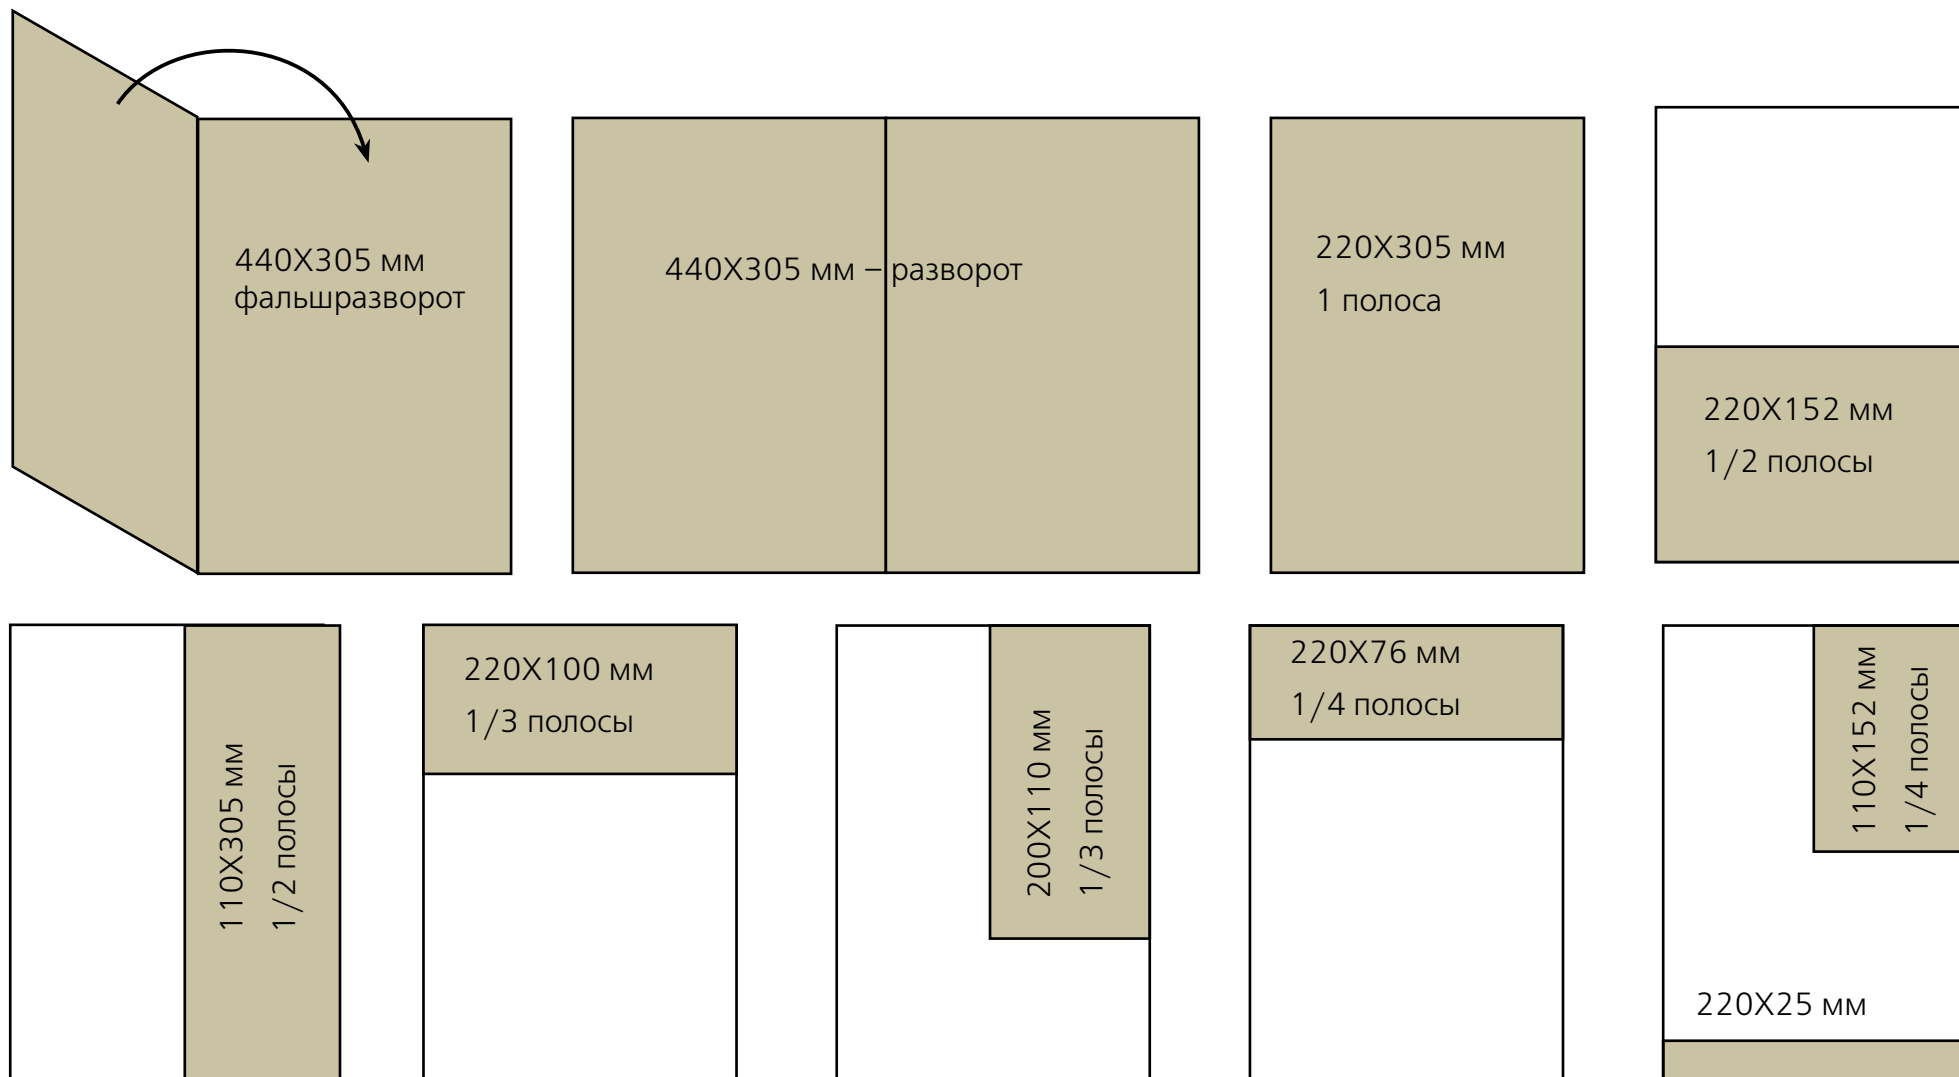 440X305 мм
фальшразворот
440X305 мм – разворот
220X305 мм
1 полоса
220X152 мм
1/2 полосы
110X305 мм
1/2 полосы
220X100 мм
1/3 полосы
200X110 мм
1/3 полосы
220X76 мм
1/4 полосы
110X152 мм
1/4 полосы
220X25 мм